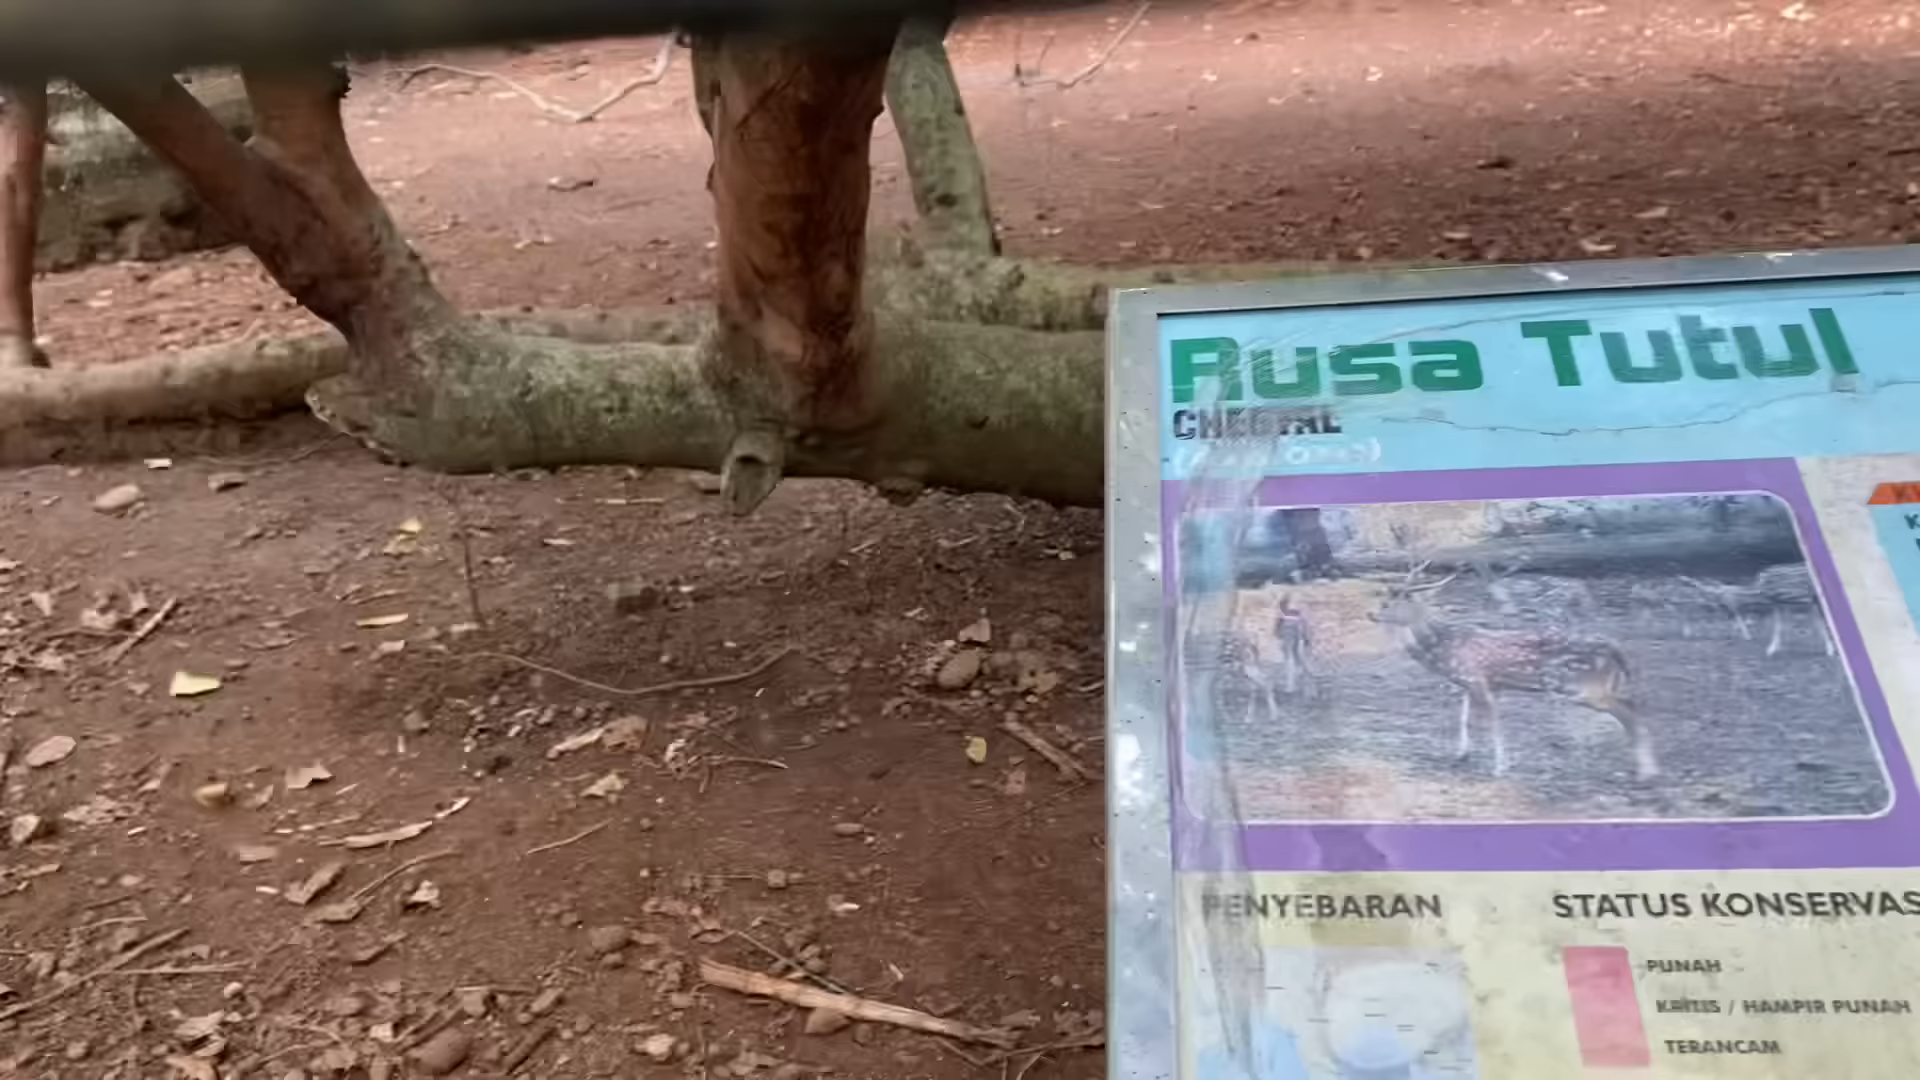 Rusa Tutul
PENYEBARAN
STATUS KONSERVAS
PUNAH
KRITIS / HAMPIR PUNAH
TERANCAM